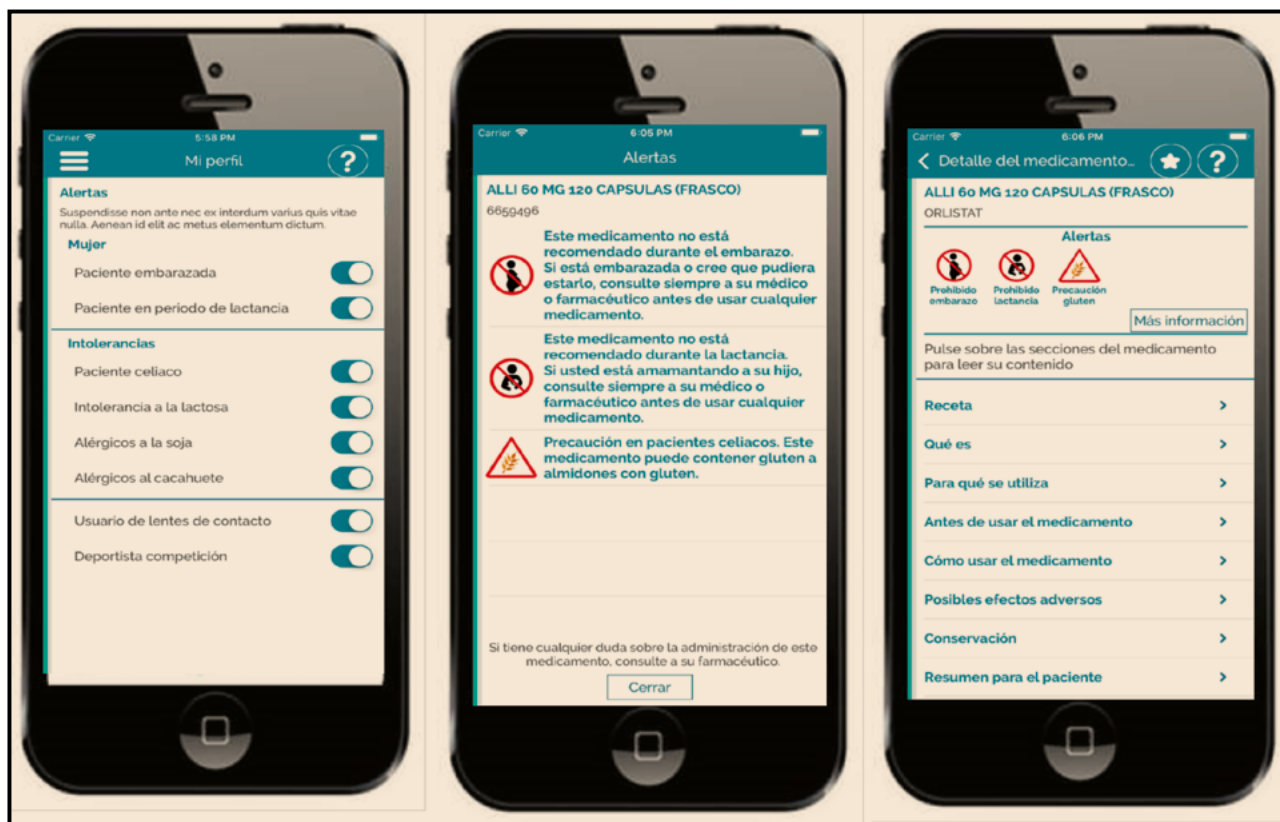 Carrier 5:58 PM
Mi perfil ?
Alertas
Suspendisse non ante nec ex interdum varius quis vitae
nulla. Aenean id elit ac metus elementum dictum.
Mujer
Paciente embarazada
Paciente en periodo de lactancia
Intolerancias
Paciente celiaco
Intolerancia a la lactosa
Alérgicos a la soja
Alérgicos al cacahuete
Usuario de lentes de contacto
Deportista competición
Carrier 6:05 PM
Alertas
ALLI 60 MG 120 CAPSULAS (FRASCO)
6659496
Este medicamento no está
recomendado durante el embarazo.
Si está embarazada o cree que pudiera
estarlo, consulte siempre a su médico
o farmacéutico antes de usar cualquier
medicamento.
Este medicamento no está
recomendado durante la lactancia.
Si usted está amamantando a su hijo,
consulte siempre a su médico o
farmacéutico antes de usar cualquier
medicamento.
Precaución en pacientes celiacos. Este
medicamento puede contener gluten a
almidones con gluten.
Si tiene cualquier duda sobre la administración de este
medicamento, consulte a su farmacéutico.
Cerrar
Carrier 6:06 PM
Detalle del medicamento... ?
ALLI 60 MG 120 CAPSULAS (FRASCO)
ORLISTAT
Alertas
Prohibido Prohibido Precaución
embarazo lactancia gluten
Más información
Pulse sobre las secciones del medicamento
para leer su contenido
Receta
Qué es
Para qué se utiliza
Antes de usar el medicamento
Cómo usar el medicamento
Posibles efectos adversos
Conservación
Resumen para el paciente